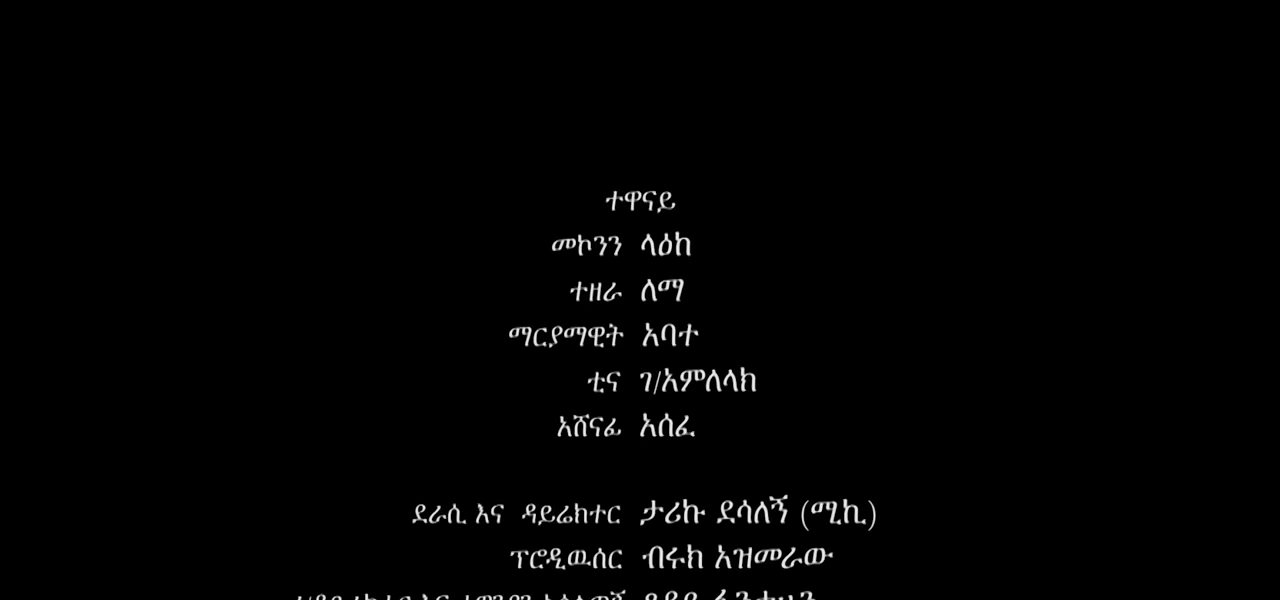 ተዋናይ
መኮንን ላዕከ
ተዘራ ለማ
ማርያማዊት አባተ
ቲና ገ/አምለላክ
አሸናፊ አሰፈ
ደራሲ እና ዳይሬክተር ታሪኩ ደሳለኝ (ሚኪ)
ፕሮዲዉሰር ብሩክ አዝመራው